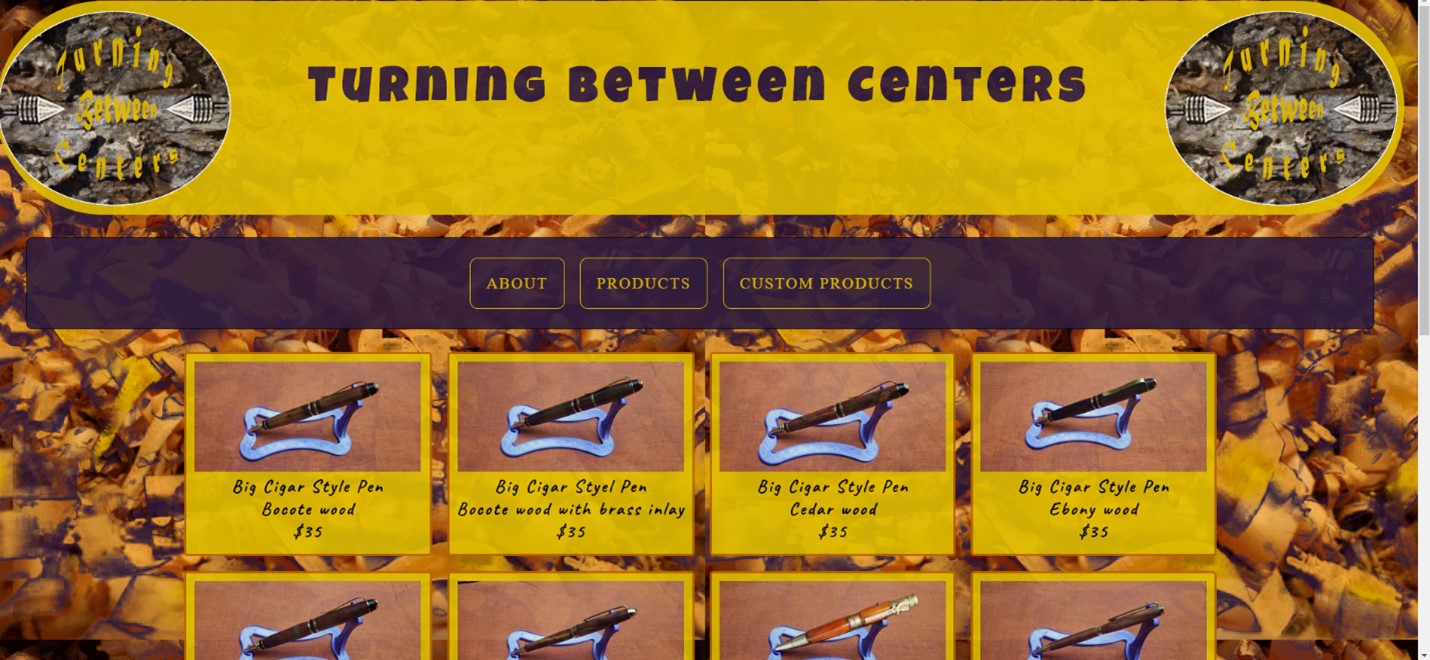 Turning
Between
Centers
Turning Between Centers
Turning
Between
Centers
ABOUT
PRODUCTS
CUSTOM PRODUCTS
Big Cigar Style Pen
Bocote wood
$35
Big Cigar Styel Pen
Bocote wood with brass inlay
$35
Big Cigar Style Pen
Cedar wood
$35
Big Cigar Style Pen
Ebony wood
$35